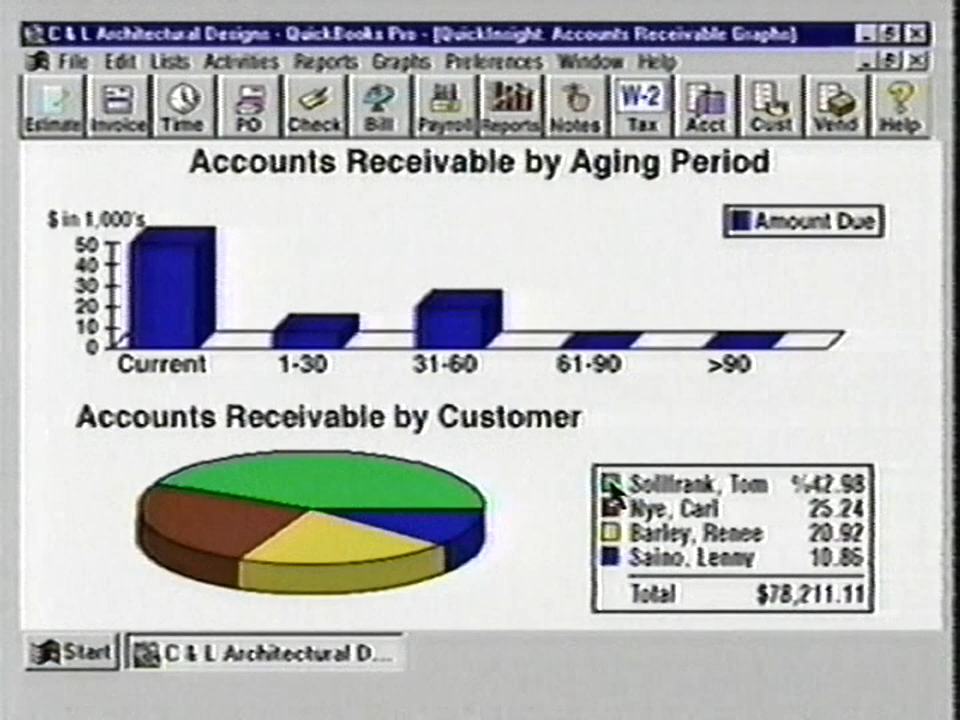 C & L Architectural Designs - QuickBooks Pro - [QuickInsight: Accounts Receivable Graphs]
File Edit Lists Activities Reports Graphs Preferences Window Help
Estimate Invoice Time PO Check Bill Payroll Reports Notes W-2 Tax Acct Cust Vend Help
Accounts Receivable by Aging Period
$ in 1,000's
Amount Due
50
40
30
20
10
0
Current 1-30 31-60 61-90 >90
Accounts Receivable by Customer
Sollfrank, Tom %42.98
Nye, Carl 25.24
Barley, Renee 20.92
Saino, Lenny 10.86
Total $78,211.11
Start C & L Architectural D....